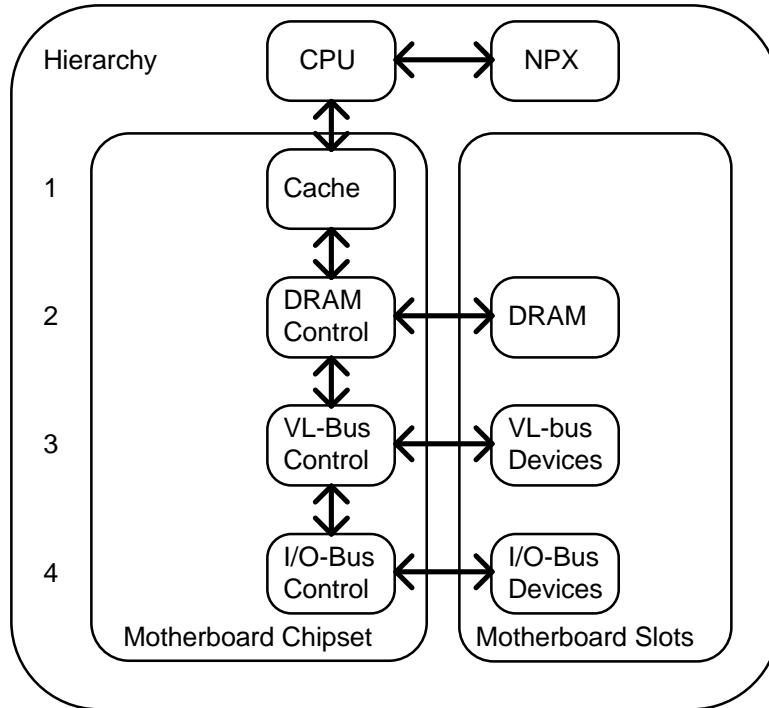 Hierarchy
CPU
NPX
1
Cache
2
DRAM
Control
DRAM
3
VL-Bus
Control
VL-bus
Devices
4
I/O-Bus
Control
I/O-Bus
Devices
Motherboard Chipset
Motherboard Slots